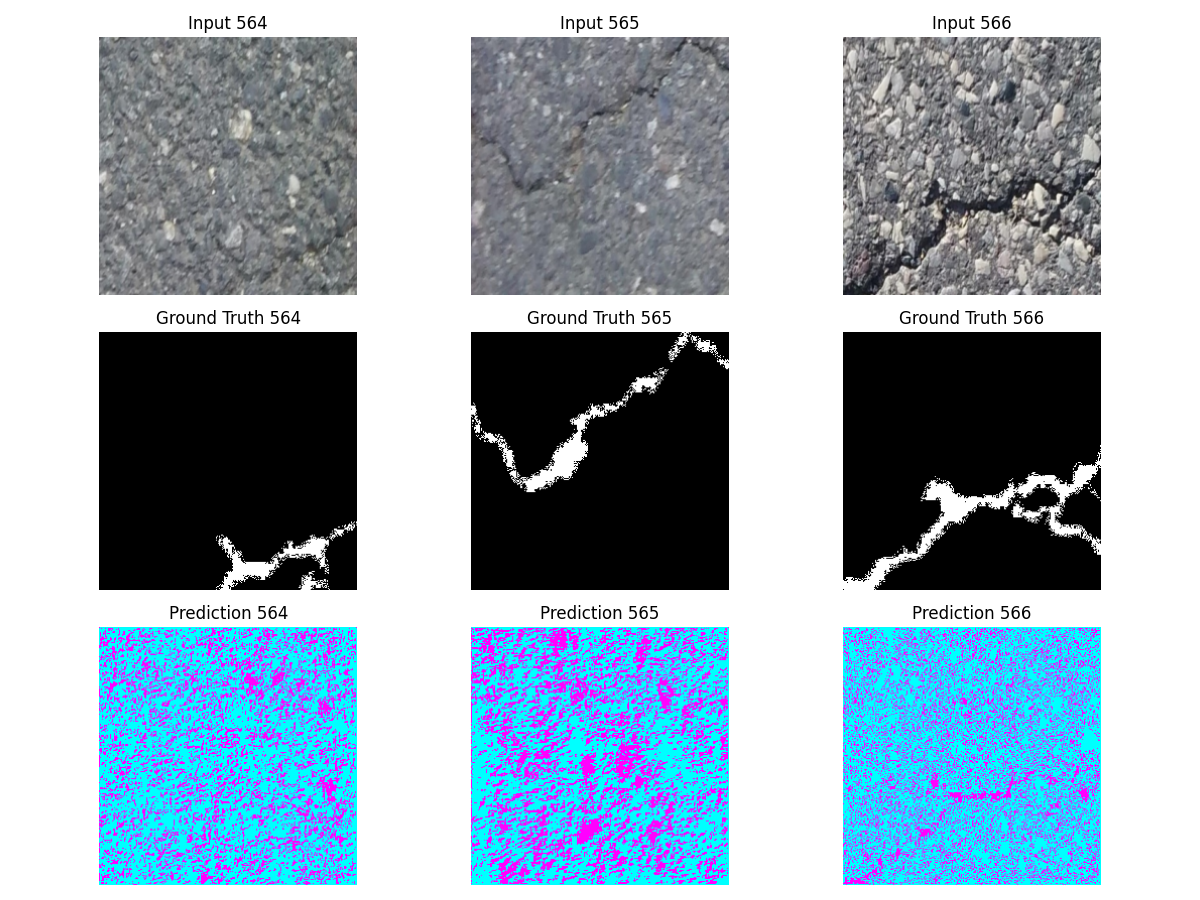 Input 564
Input 565
Input 566
Ground Truth 564
Ground Truth 565
Ground Truth 566
Prediction 564
Prediction 565
Prediction 566